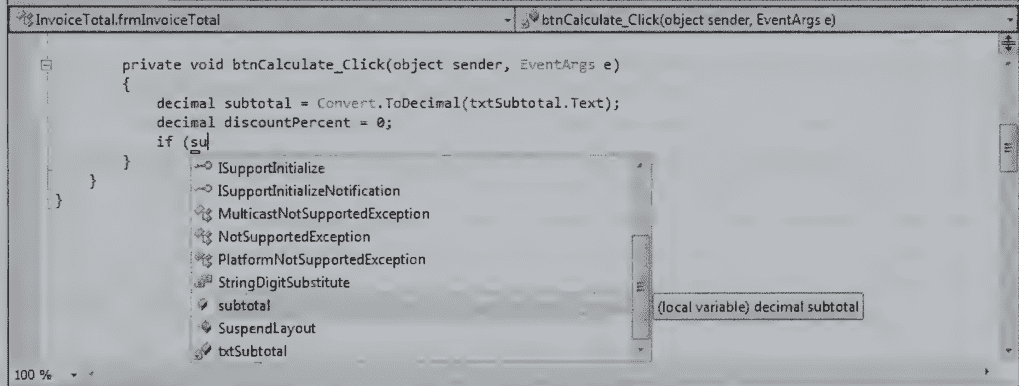 InvoiceTotal.frmInvoiceTotal btnCalculate_Click(object sender, EventArgs e)
private void btnCalculate_Click(object sender, EventArgs e)
{
decimal subtotal = Convert.ToDecimal(txtSubtotal.Text);
decimal discountPercent = 0;
if (su
}
}
}
ISupportInitialize
ISupportInitializeNotification
MulticastNotSupportedException
NotSupportedException
PlatformNotSupportedException
StringDigitSubstitute
subtotal
(local variable) decimal subtotal
SuspendLayout
txtSubtotal
100 %